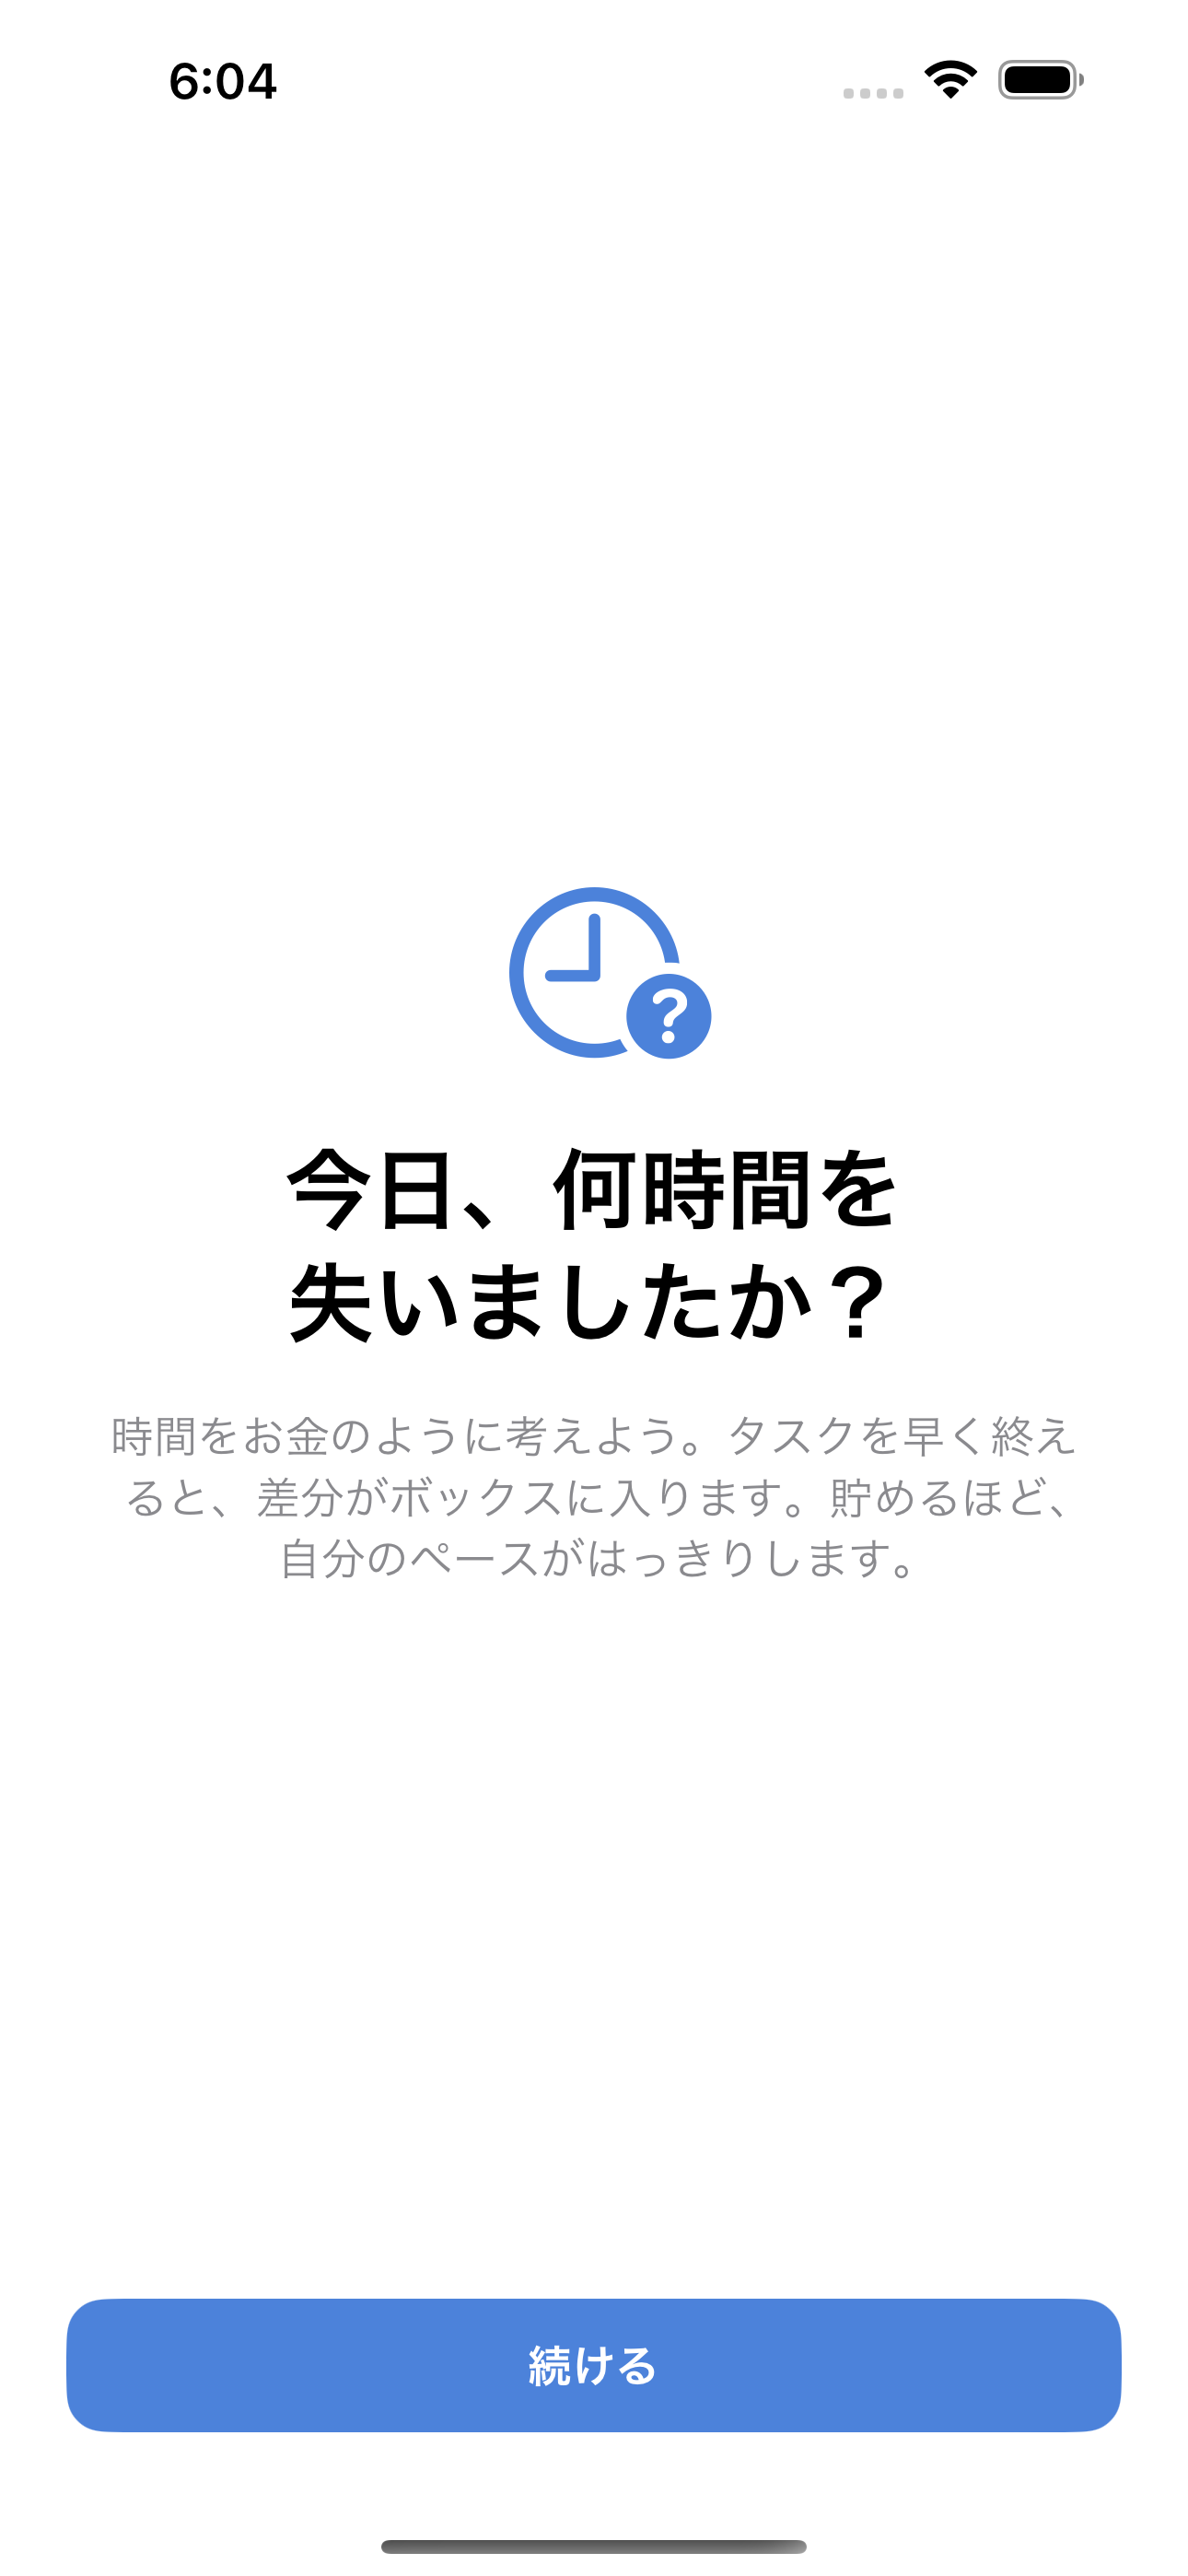 6:04
?
今日、何時間を
失いましたか？
時間をお金のように考えよう。タスクを早く終え
ると、差分がボックスに入ります。貯めるほど、
自分のペースがはっきりします。
続ける